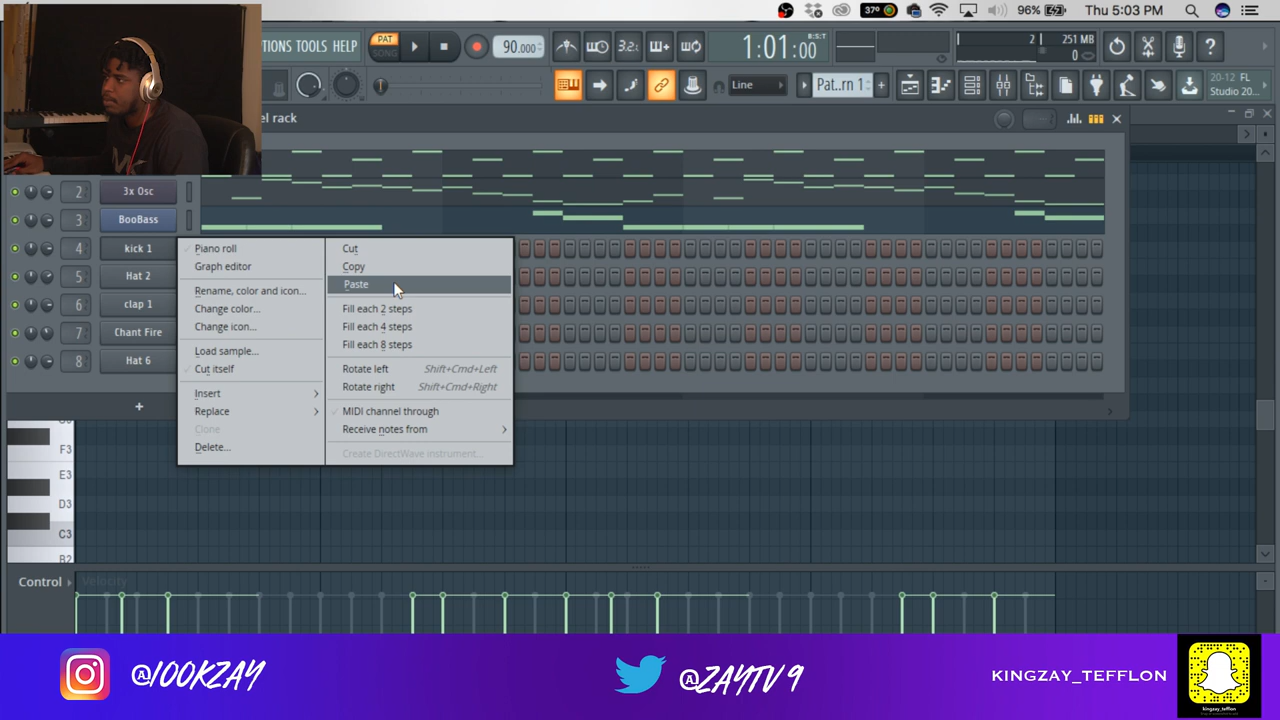 96%
Thu 5:03 PM
37°
OPTIONS TOOLS HELP
PAT
SONG
90.000
3.2.
1:01:00
B:S:T
2
251 MB
0
Line
Pat..rn 1
+
20-12 FL
Studio 20...
el rack
2
3x Osc
3
BooBass
4
kick 1
5
Hat 2
6
clap 1
7
Chant Fire
8
Hat 6
+
Piano roll
Graph editor
Rename, color and icon...
Change color...
Change icon...
Load sample...
Cut itself
Insert
Replace
Clone
Delete...
Cut
Copy
Paste
Fill each 2 steps
Fill each 4 steps
Fill each 8 steps
Rotate left Shift+Cmd+Left
Rotate right Shift+Cmd+Right
MIDI channel through
Receive notes from
Create DirectWave instrument...
F3
E3
D3
C3
B2
Control
Velocity
@100KZAY
@ZAYTV9
KINGZAY_TEFFLON
kingzay_tefflon